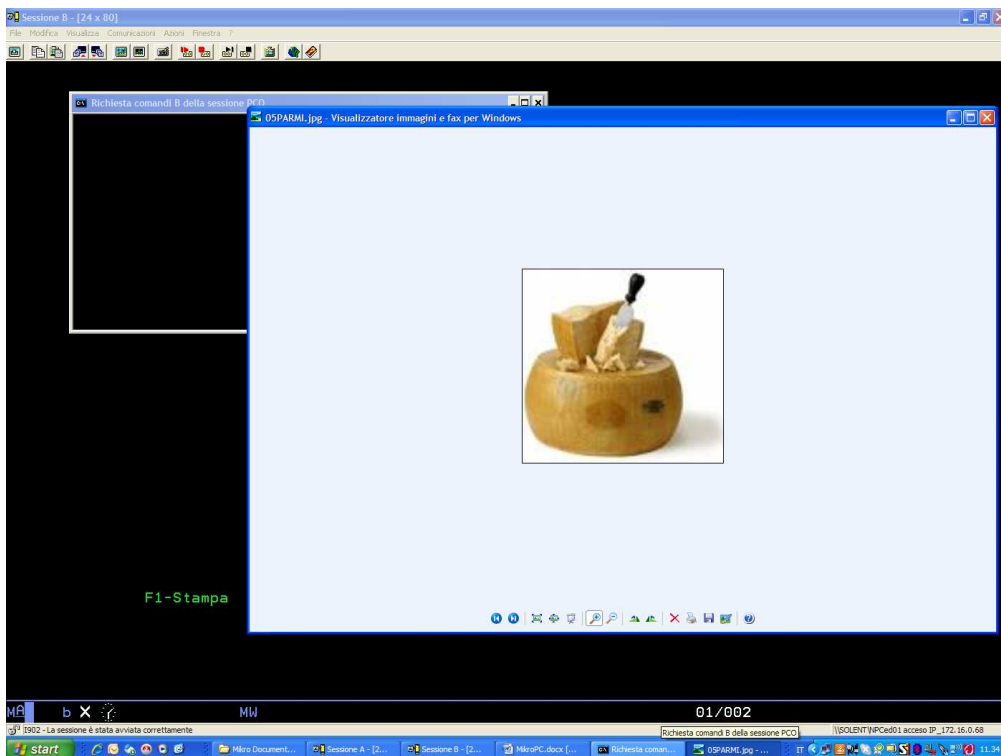 Sessione B - [24 x 80]
File Modifica Visualizza Comunicazioni Azioni Finestra ?
Richiesta comandi B della sessione PCO
05PARMI.jpg - Visualizzatore immagini e fax per Windows
F1-Stampa
MA b X MW 01/002
I902 - La sessione è stata avviata correttamente
Richiesta comandi B della sessione PCO
\\SOLENT\NPCed01 acceso IP_172.16.0.68
start
Mikro Document...
Sessione A - [2...
Sessione B - [2...
MikroPC.docx [...
Richiesta coman...
05PARMI.jpg - ...
IT
11.34